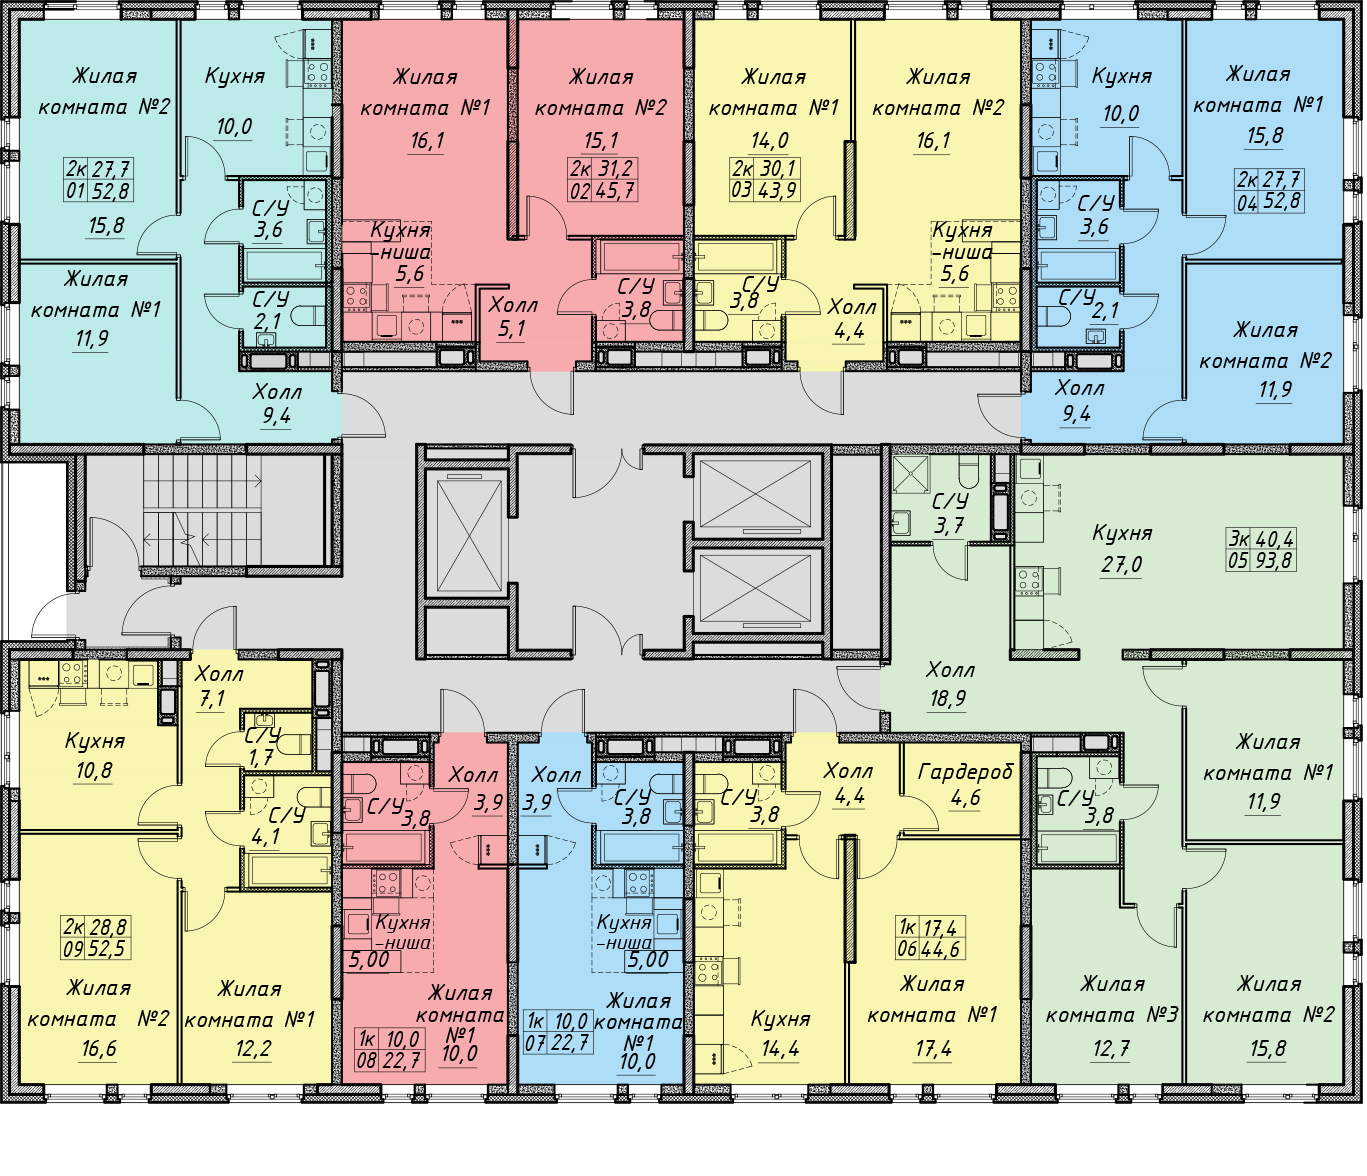 Жилая
комната №2
2к 27,7
01 52,8
15,8
Кухня
10,0
С/У
3,6
Жилая
комната №1
11,9
С/У
2,1
Холл
9,4
Жилая
комната №1
16,1
Кухня
-ниша
5,6
Жилая
комната №2
15,1
2к 31,2
02 45,7
С/У
3,8
Холл
5,1
Жилая
комната №1
14,0
2к 30,1
03 43,9
С/У
3,8
Жилая
комната №2
16,1
Кухня
-ниша
5,6
Холл
4,4
Кухня
10,0
С/У
3,6
С/У
2,1
Холл
9,4
Жилая
комната №1
15,8
2к 27,7
04 52,8
Жилая
комната №2
11,9
С/У
3,7
Кухня
27,0
3к 40,4
05 93,8
Холл
18,9
Жилая
комната №1
11,9
С/У
3,8
Жилая
комната №3
12,7
Жилая
комната №2
15,8
Холл
7,1
Кухня
10,8
С/У
1,7
С/У
4,1
2к 28,8
09 52,5
Жилая
комната №2
16,6
Жилая
комната №1
12,2
Холл
3,9
С/У
3,8
Кухня
-ниша
5,00
Жилая
комната
№1
10,0
1к 10,0
08 22,7
Холл
3,9
С/У
3,8
Кухня
-ниша
5,00
Жилая
комната
№1
10,0
1к 10,0
07 22,7
С/У
3,8
Холл
4,4
Гардероб
4,6
1к 17,4
06 44,6
Жилая
комната №1
17,4
Кухня
14,4